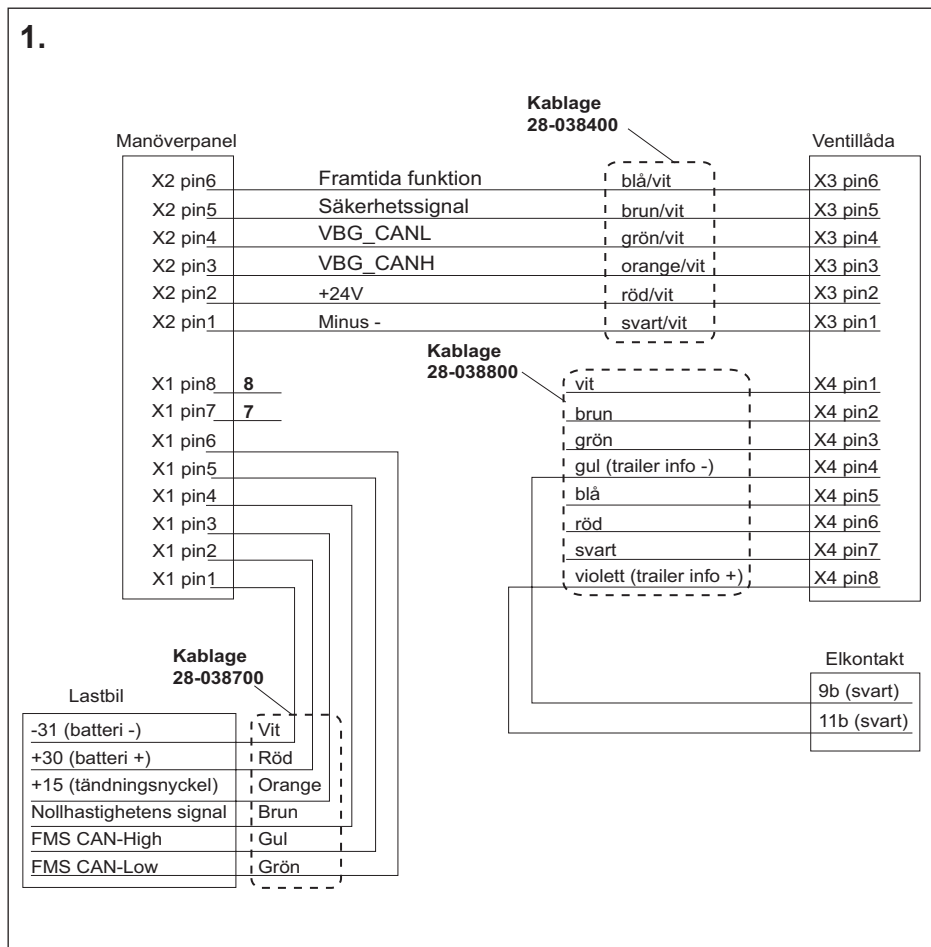 1.
Kablage
28-038400
Manöverpanel
Ventillåda
X2 pin6 Framtida funktion blå/vit X3 pin6
X2 pin5 Säkerhetssignal brun/vit X3 pin5
X2 pin4 VBG_CANL grön/vit X3 pin4
X2 pin3 VBG_CANH orange/vit X3 pin3
X2 pin2 +24V röd/vit X3 pin2
X2 pin1 Minus - svart/vit X3 pin1
Kablage
28-038800
X1 pin8 8 vit X4 pin1
X1 pin7 7 brun X4 pin2
X1 pin6 grön X4 pin3
X1 pin5 gul (trailer info -) X4 pin4
X1 pin4 blå X4 pin5
X1 pin3 röd X4 pin6
X1 pin2 svart X4 pin7
X1 pin1 violett (trailer info +) X4 pin8
Kablage
28-038700
Elkontakt
9b (svart)
11b (svart)
Lastbil
-31 (batteri -) Vit
+30 (batteri +) Röd
+15 (tändningsnyckel) Orange
Nollhastighetens signal Brun
FMS CAN-High Gul
FMS CAN-Low Grön